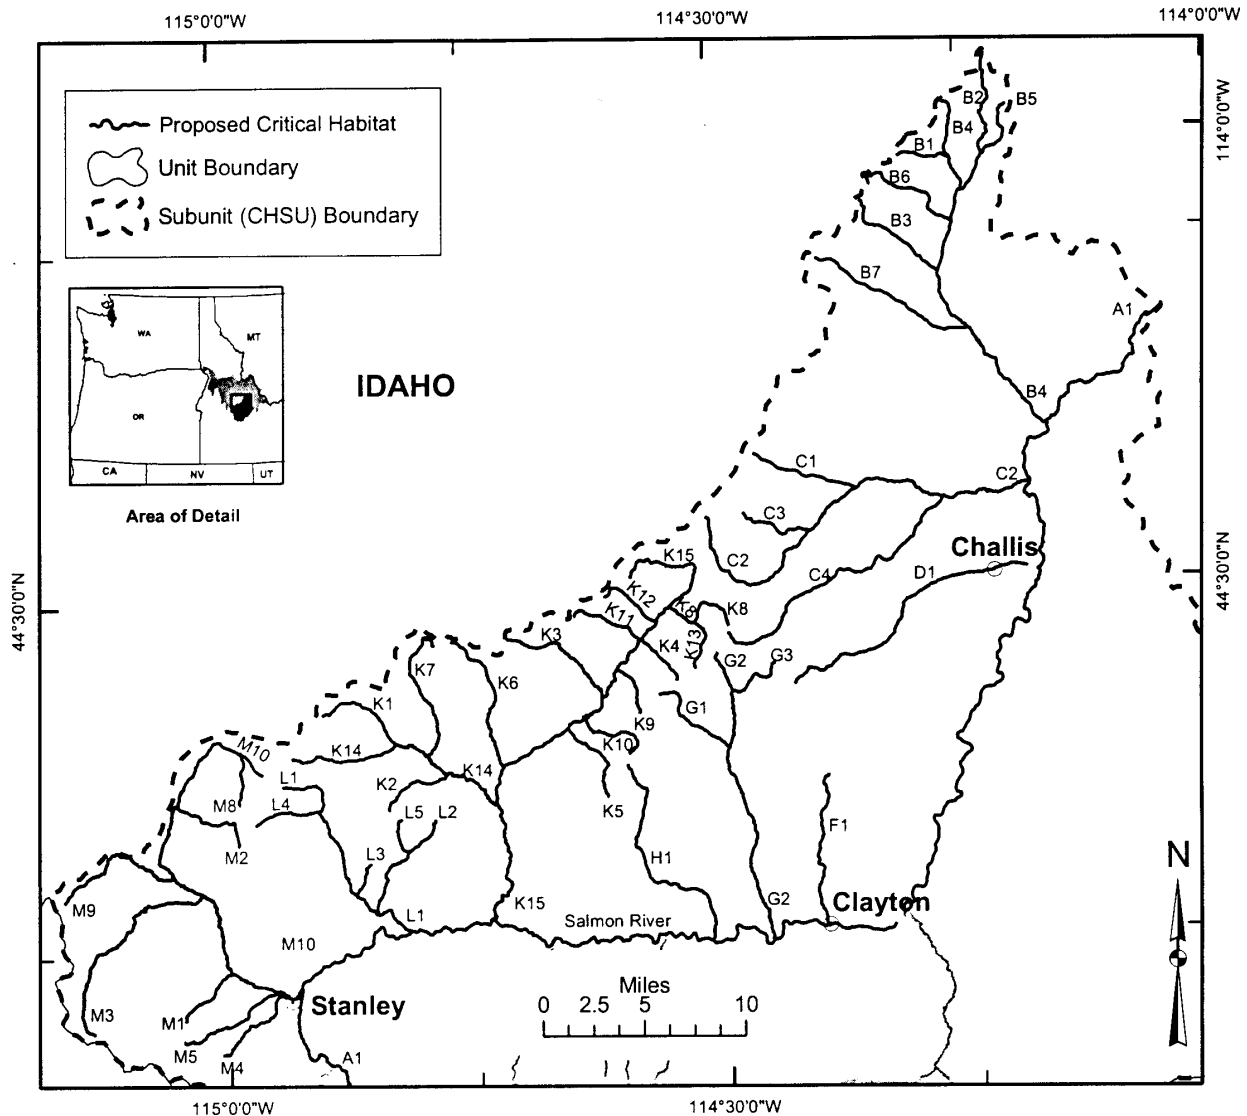 115°0'0"W
114°30'0"W
114°0'0"W
114°0'0"W
Proposed Critical Habitat
Unit Boundary
Subunit (CHSU) Boundary
WA
MT
OR
CA
NV
UT
Area of Detail
IDAHO
B2
B5
B4
B1
B6
B3
B7
A1
B4
C1
C2
C3
Challis
K15
C2
C4
D1
44°30'0"N
44°30'0"N
K12
K8
K8
K11
K3
K4
K13
G2
G3
K7
K6
K1
K9
G1
M10
K14
K10
L1
K2
K14
M8
L4
L5
L2
K5
F1
M2
L3
H1
M9
L1
K15
Salmon River
G2
Clayton
N
M10
Miles
0
2.5
5
10
Stanley
M3
M1
M5
M4
A1
115°0'0"W
114°30'0"W